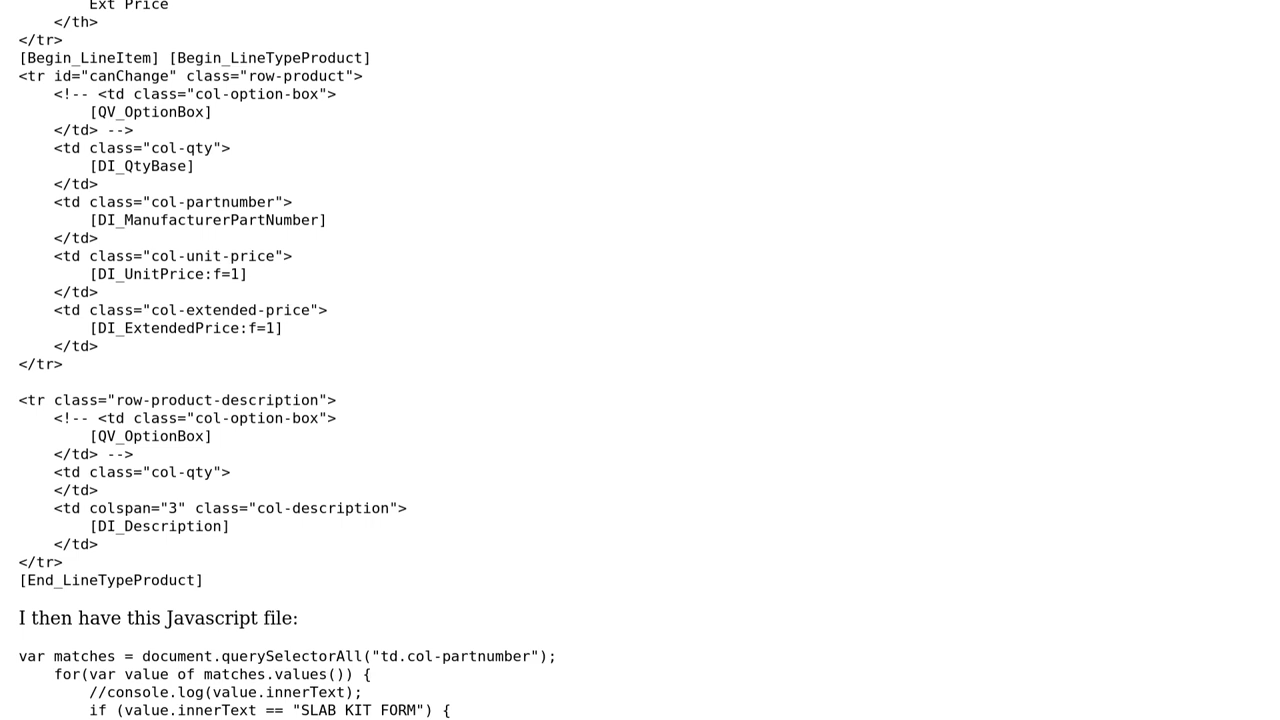 Ext Price
</th>
</tr>
[Begin_LineItem] [Begin_LineTypeProduct]
<tr id="canChange" class="row-product">
<!-- <td class="col-option-box">
[QV_OptionBox]
</td> -->
<td class="col-qty">
[DI_QtyBase]
</td>
<td class="col-partnumber">
[DI_ManufacturerPartNumber]
</td>
<td class="col-unit-price">
[DI_UnitPrice:f=1]
</td>
<td class="col-extended-price">
[DI_ExtendedPrice:f=1]
</td>
</tr>
<tr class="row-product-description">
<!-- <td class="col-option-box">
[QV_OptionBox]
</td> -->
<td class="col-qty">
</td>
<td colspan="3" class="col-description">
[DI_Description]
</td>
</tr>
[End_LineTypeProduct]
I then have this Javascript file:
var matches = document.querySelectorAll("td.col-partnumber");
for(var value of matches.values()) {
//console.log(value.innerText);
if (value.innerText == "SLAB KIT FORM") {